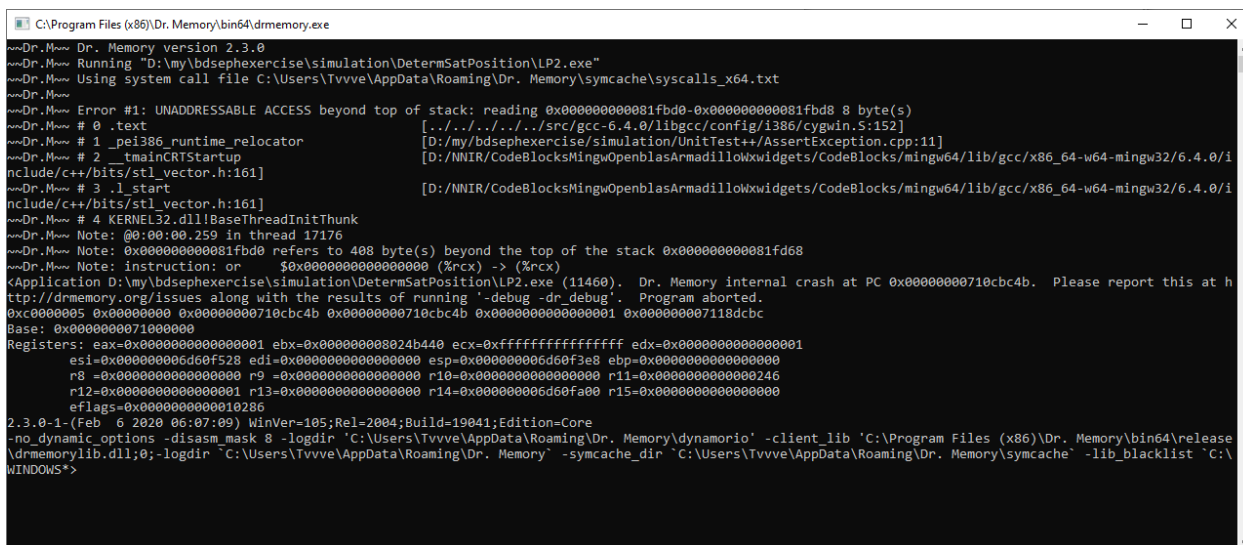 C:\Program Files (x86)\Dr. Memory\bin64\drmemory.exe
~~Dr.M~~ Dr. Memory version 2.3.0
~~Dr.M~~ Running "D:\my\bdsephexercise\simulation\DetermSatPosition\LP2.exe"
~~Dr.M~~ Using system call file C:\Users\Tvvve\AppData\Roaming\Dr. Memory\symcache\syscalls_x64.txt
~~Dr.M~~
~~Dr.M~~ Error #1: UNADDRESSABLE ACCESS beyond top of stack: reading 0x000000000081fbd0-0x000000000081fbd8 8 byte(s)
~~Dr.M~~ # 0 .text [../../../../../src/gcc-6.4.0/libgcc/config/i386/cygwin.S:152]
~~Dr.M~~ # 1 _pei386_runtime_relocator [D:/my/bdsephexercise/simulation/UnitTest++/AssertException.cpp:11]
~~Dr.M~~ # 2 __tmainCRTStartup [D:/NNIR/CodeBlocksMingwOpenblasArmadilloWxwidgets/CodeBlocks/mingw64/lib/gcc/x86_64-w64-mingw32/6.4.0/i
nclude/c++/bits/stl_vector.h:161]
~~Dr.M~~ # 3 .l_start [D:/NNIR/CodeBlocksMingwOpenblasArmadilloWxwidgets/CodeBlocks/mingw64/lib/gcc/x86_64-w64-mingw32/6.4.0/i
nclude/c++/bits/stl_vector.h:161]
~~Dr.M~~ # 4 KERNEL32.dll!BaseThreadInitThunk
~~Dr.M~~ Note: @0:00:00.259 in thread 17176
~~Dr.M~~ Note: 0x000000000081fbd0 refers to 408 byte(s) beyond the top of the stack 0x000000000081fd68
~~Dr.M~~ Note: instruction: or $0x0000000000000000 (%rcx) -> (%rcx)
<Application D:\my\bdsephexercise\simulation\DetermSatPosition\LP2.exe (11460). Dr. Memory internal crash at PC 0x00000000710cbc4b. Please report this at h
ttp://drmemory.org/issues along with the results of running '-debug -dr_debug'. Program aborted.
0xc0000005 0x00000000 0x00000000710cbc4b 0x00000000710cbc4b 0x0000000000000001 0x000000007118dcbc
Base: 0x0000000071000000
Registers: eax=0x0000000000000001 ebx=0x000000008024b440 ecx=0xffffffffffffffff edx=0x0000000000000001
esi=0x000000006d60f528 edi=0x0000000000000000 esp=0x000000006d60f3e8 ebp=0x0000000000000000
r8 =0x0000000000000000 r9 =0x0000000000000000 r10=0x0000000000000000 r11=0x0000000000000246
r12=0x0000000000000001 r13=0x0000000000000000 r14=0x000000006d60fa00 r15=0x0000000000000000
eflags=0x0000000000010286
2.3.0-1-(Feb  6 2020 06:07:09) WinVer=105;Rel=2004;Build=19041;Edition=Core
-no_dynamic_options -disasm_mask 8 -logdir 'C:\Users\Tvvve\AppData\Roaming\Dr. Memory\dynamorio' -client_lib 'C:\Program Files (x86)\Dr. Memory\bin64\release
\drmemorylib.dll;0;-logdir `C:\Users\Tvvve\AppData\Roaming\Dr. Memory` -symcache_dir `C:\Users\Tvvve\AppData\Roaming\Dr. Memory\symcache` -lib_blacklist `C:\
WINDOWS*>